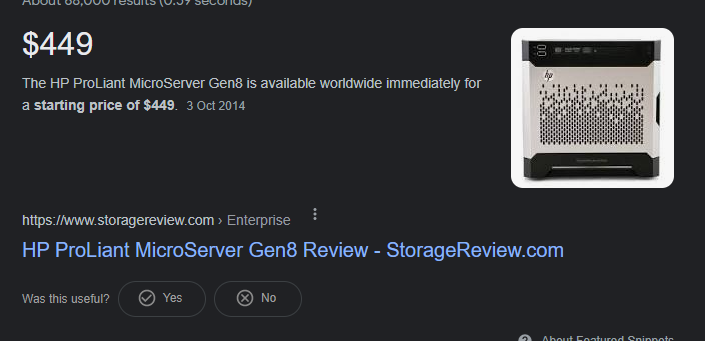 About 68,000 results (0.59 seconds)
$449
The HP ProLiant MicroServer Gen8 is available worldwide immediately for
a starting price of $449. 3 Oct 2014
hp
https://www.storagereview.com › Enterprise
HP ProLiant MicroServer Gen8 Review - StorageReview.com
Was this useful? Yes No
About Featured Snippets